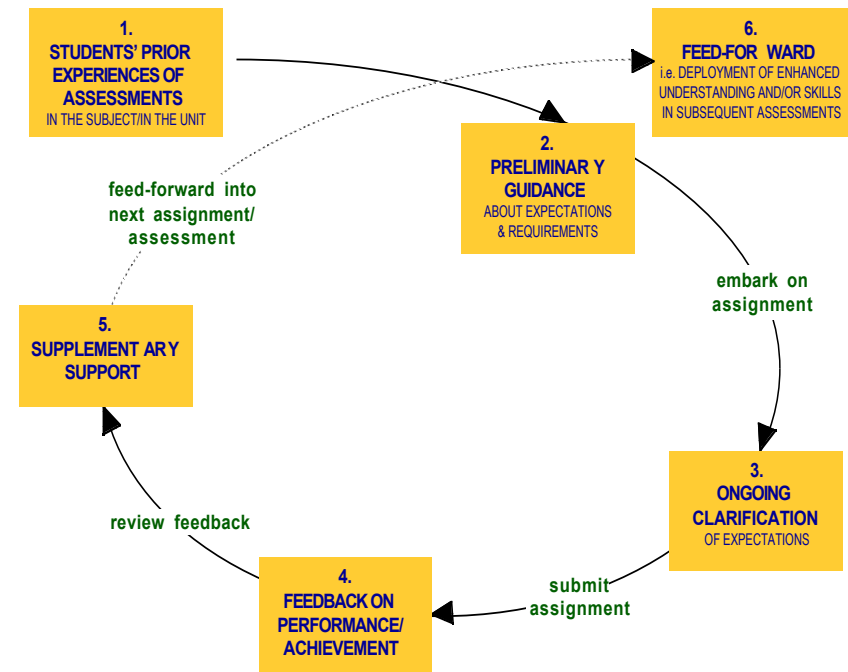 1.
STUDENTS' PRIOR
EXPERIENCES OF
ASSESSMENTS
IN THE SUBJECT/IN THE UNIT
2.
PRELIMINAR Y
GUIDANCE
ABOUT EXPECTATIONS
& REQUIREMENTS
embark on
assignment
3.
ONGOING
CLARIFICATION
OF EXPECTATIONS
submit
assignment
4.
FEEDBACK ON
PERFORMANCE/
ACHIEVEMENT
review feedback
5.
SUPPLEMENT ARY
SUPPORT
feed-forward into
next assignment/
assessment
6.
FEED-FOR WARD
i.e. DEPLOYMENT OF ENHANCED
UNDERSTANDING AND/OR SKILLS
IN SUBSEQUENT ASSESSMENTS